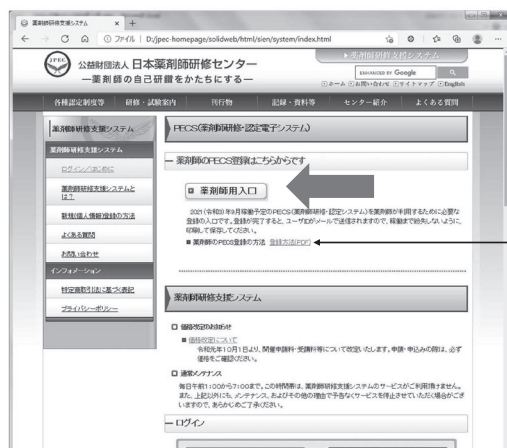 薬剤師研修支援システム
ファイル | D:/jpec-homepage/solidweb/html/sien/system/index.html
JPEC
公益財団法人 日本薬剤師研修センター
―薬剤師の自己研鑽をかたちにする―
▶ 薬剤師研修支援システム
ENHANCED BY Google
ホーム お問い合わせ サイトマップ English
各種認定制度等 研修・試験案内 刊行物 記録・資料等 センター紹介 よくある質問
薬剤師研修支援システム
薬剤師研修支援システム
ログイン/はじめに
薬剤師研修支援システムとは?
新規(個人情報)登録の方法
よくある質問
お問い合わせ
インフォメーション
特定商取引法に基づく表記
プライバシーポリシー
PECS(薬剤師研修・認定電子システム)
薬剤師のPECS登録はこちらからです
薬剤師用入口
2021(令和3)年9月稼働予定のPECS(薬剤師研修・認定システム)を薬剤師が利用するために必要な
登録の入口です。登録が完了すると、ユーザIDがメールで送信されますので、稼働まで紛失しないように、
印刷して保存してください。
■ 薬剤師のPECS登録の方法 登録方法(PDF)
薬剤師研修支援システム
価格改定のお知らせ
■ 価格改定について
令和元年10月1日より、開催申請料・受講料等について改定いたします。申請・申込みの際は、必ず
価格をご確認ください。
通常メンテナンス
毎日午前1:00から7:00まで。この時間帯は、薬剤師研修支援システムのサービスがご利用頂けません。
また、上記以外にも、メンテナンス、およびその他の理由で予告なくサービスを停止させていただく場合がござ
いますので、あらかじめご了承ください。
ログイン